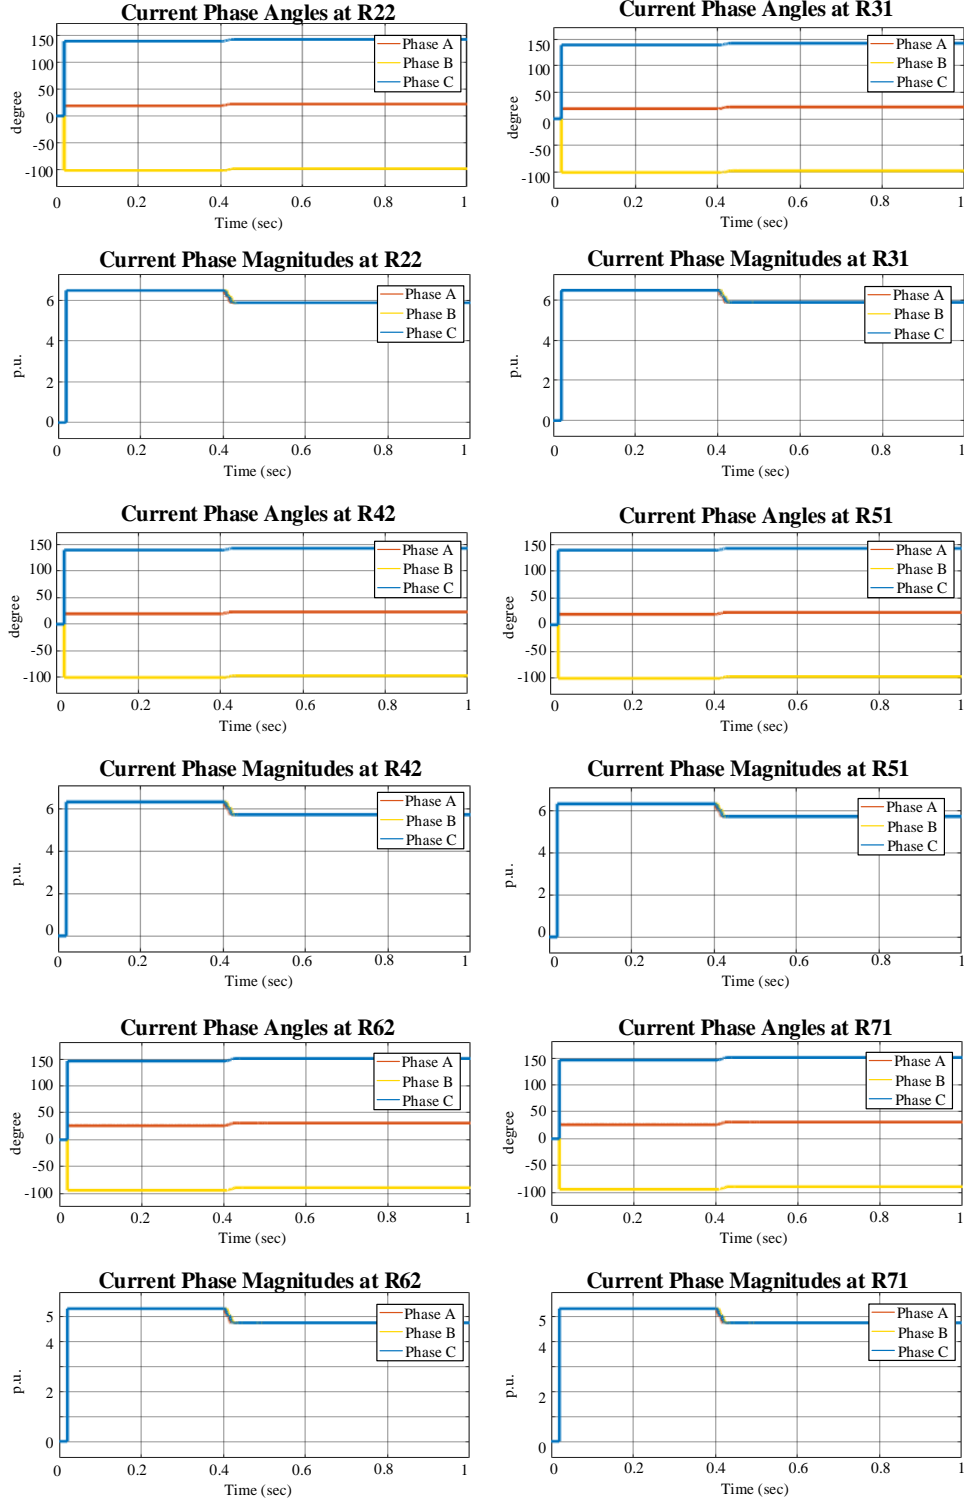 Current Phase Angles at R22
150
100
50
0
-50
-100
degree
Phase A
Phase B
Phase C
0 0.2 0.4 0.6 0.8 1
Time (sec)
Current Phase Angles at R31
150
100
50
0
-50
-100
degree
Phase A
Phase B
Phase C
0 0.2 0.4 0.6 0.8 1
Time (sec)
Current Phase Magnitudes at R22
6
4
2
0
p.u.
Phase A
Phase B
Phase C
0 0.2 0.4 0.6 0.8 1
Time (sec)
Current Phase Magnitudes at R31
6
4
2
0
p.u.
Phase A
Phase B
Phase C
0 0.2 0.4 0.6 0.8 1
Time (sec)
Current Phase Angles at R42
150
100
50
0
-50
-100
degree
Phase A
Phase B
Phase C
0 0.2 0.4 0.6 0.8 1
Time (sec)
Current Phase Angles at R51
150
100
50
0
-50
-100
degree
Phase A
Phase B
Phase C
0 0.2 0.4 0.6 0.8 1
Time (sec)
Current Phase Magnitudes at R42
6
4
2
0
p.u.
Phase A
Phase B
Phase C
0 0.2 0.4 0.6 0.8 1
Time (sec)
Current Phase Magnitudes at R51
6
4
2
0
p.u.
Phase A
Phase B
Phase C
0 0.2 0.4 0.6 0.8 1
Time (sec)
Current Phase Angles at R62
150
100
50
0
-50
-100
degree
Phase A
Phase B
Phase C
0 0.2 0.4 0.6 0.8 1
Time (sec)
Current Phase Angles at R71
150
100
50
0
-50
-100
degree
Phase A
Phase B
Phase C
0 0.2 0.4 0.6 0.8 1
Time (sec)
Current Phase Magnitudes at R62
5
4
2
0
p.u.
Phase A
Phase B
Phase C
0 0.2 0.4 0.6 0.8 1
Time (sec)
Current Phase Magnitudes at R71
5
4
2
0
p.u.
Phase A
Phase B
Phase C
0 0.2 0.4 0.6 0.8 1
Time (sec)